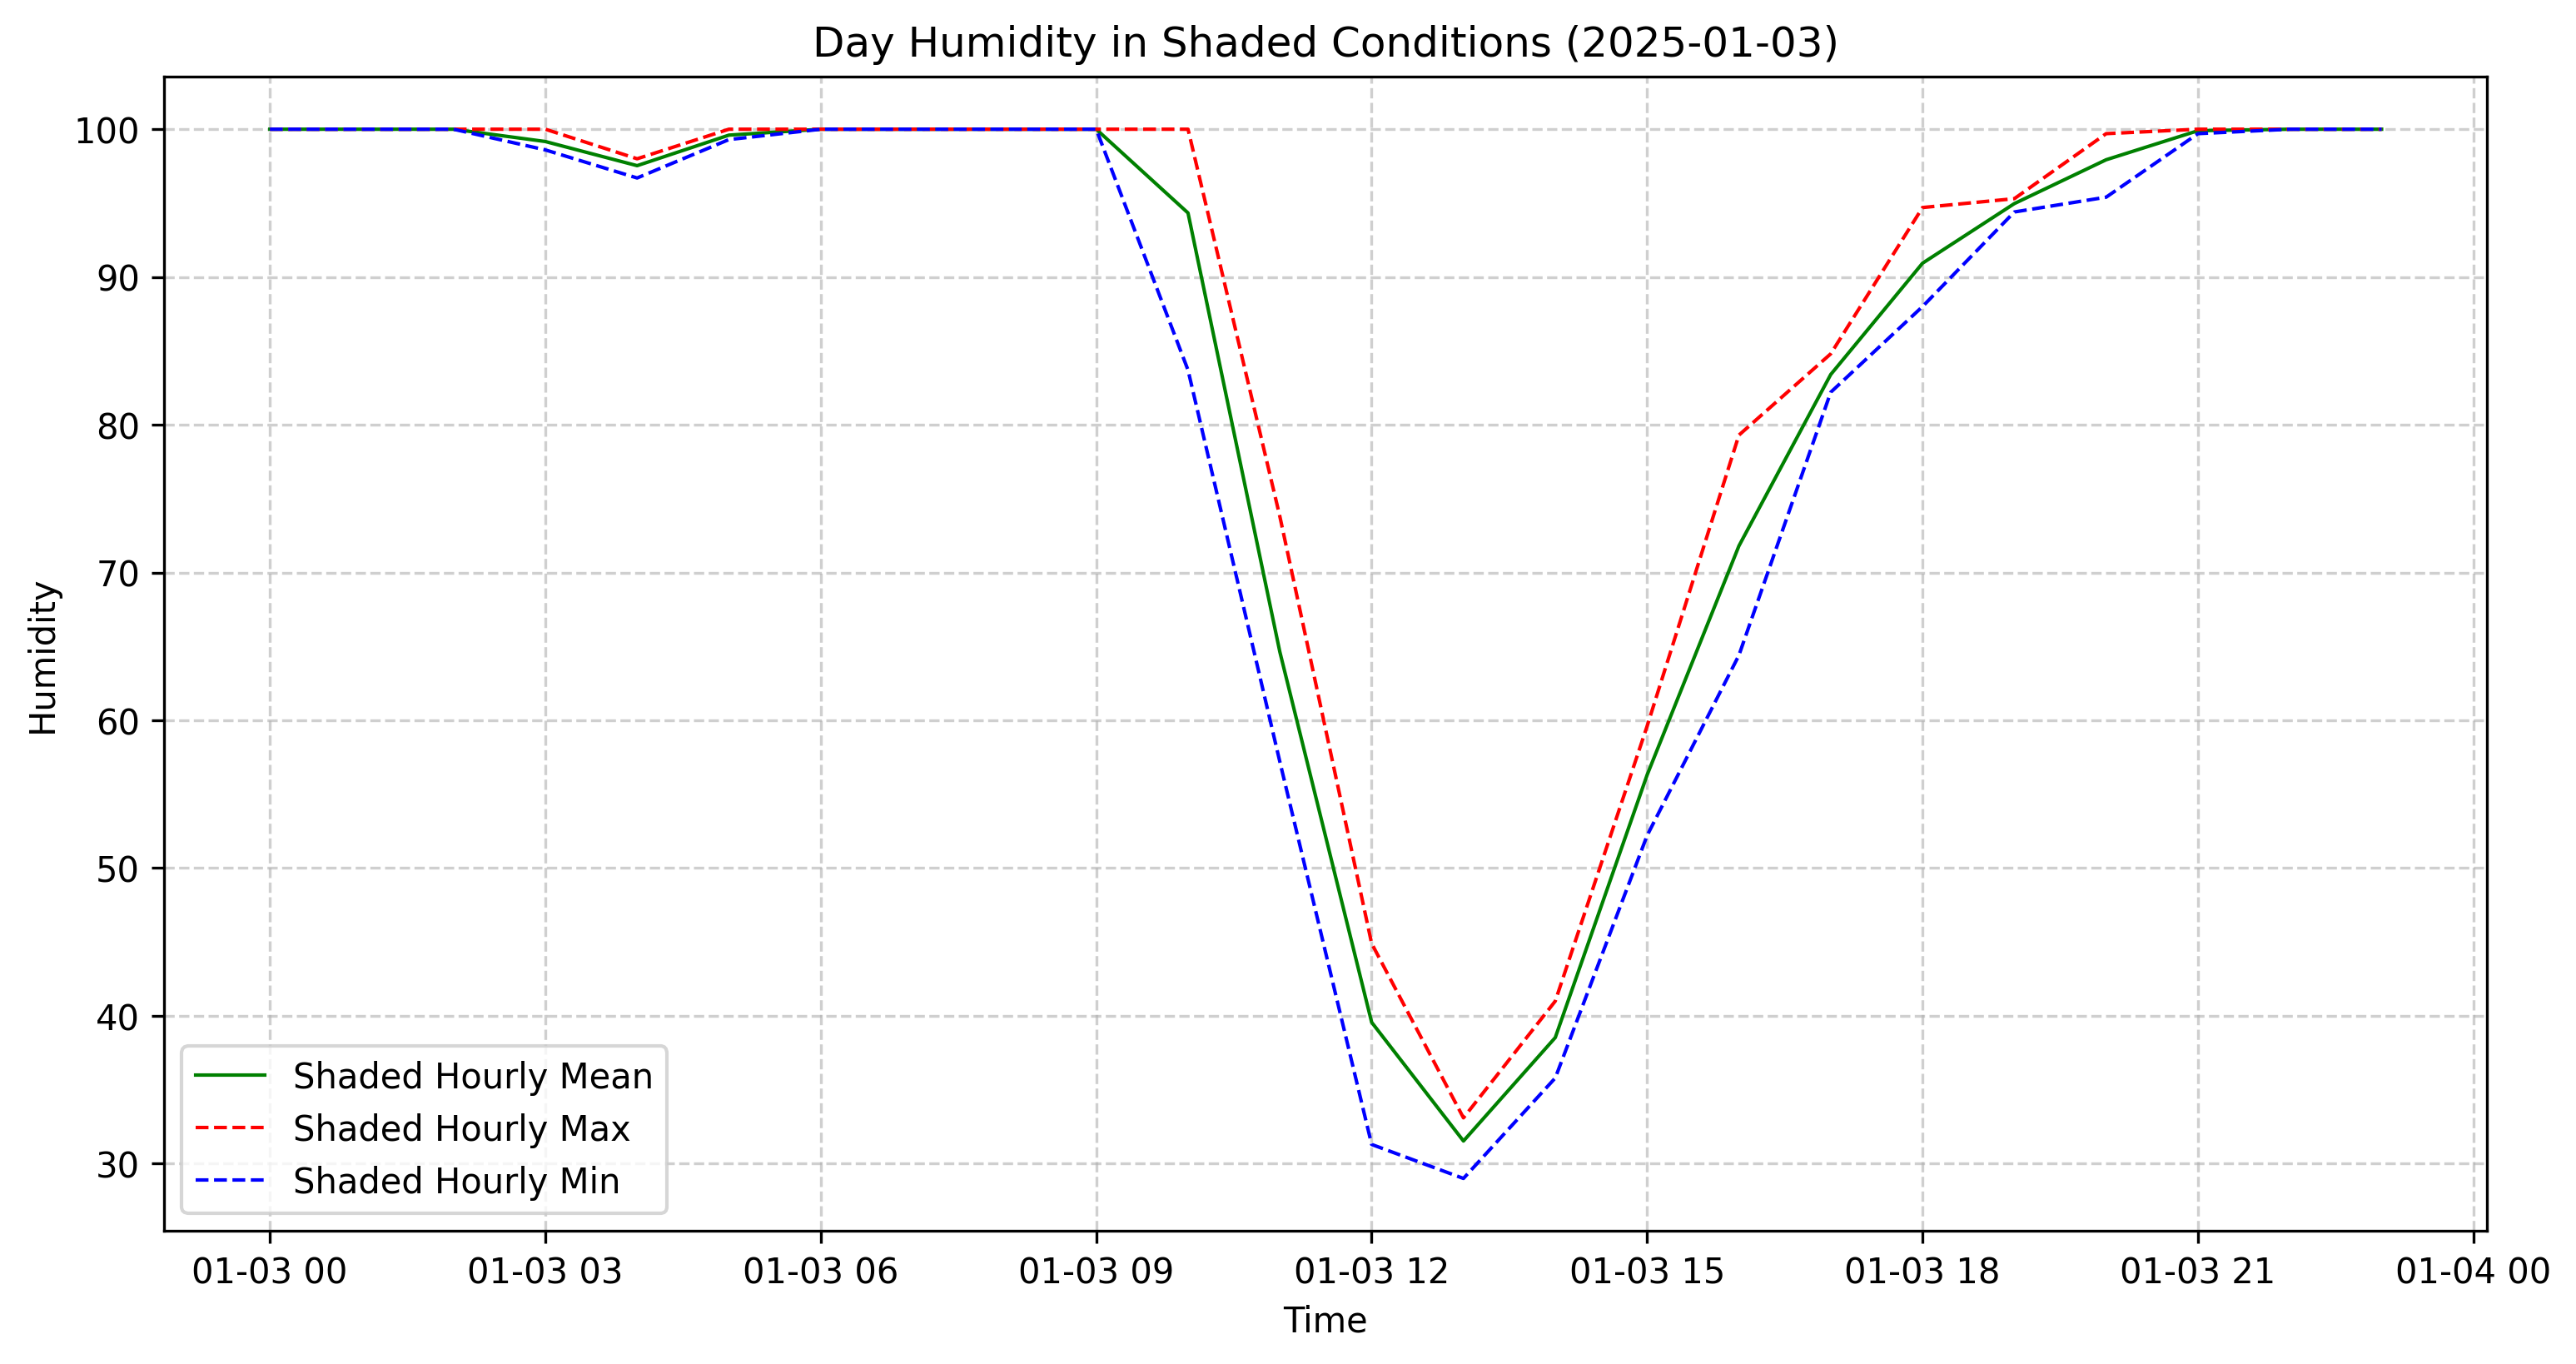 Day Humidity in Shaded Conditions (2025-01-03)
Humidity
100
90
80
70
60
50
40
30
Shaded Hourly Mean
Shaded Hourly Max
Shaded Hourly Min
01-03 00 01-03 03 01-03 06 01-03 09 01-03 12 01-03 15 01-03 18 01-03 21 01-04 00
Time